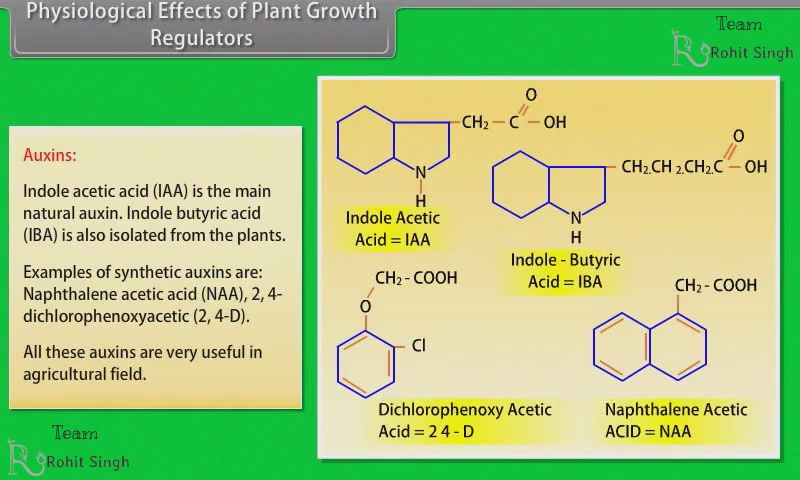 Physiological Effects of Plant Growth
Regulators
Team
Rohit Singh
Auxins:
Indole acetic acid (IAA) is the main
natural auxin. Indole butyric acid
(IBA) is also isolated from the plants.
Examples of synthetic auxins are:
Naphthalene acetic acid (NAA), 2, 4-
dichlorophenoxyacetic (2, 4-D).
All these auxins are very useful in
agricultural field.
O
CH₂ – C – OH
N
H
Indole Acetic
Acid = IAA
O
CH₂.CH ₂.CH₂.C – OH
N
H
Indole - Butyric
Acid = IBA
CH₂ - COOH
O
Cl
Dichlorophenoxy Acetic
Acid = 2 4 - D
CH₂ - COOH
Naphthalene Acetic
ACID = NAA
Team
Rohit Singh